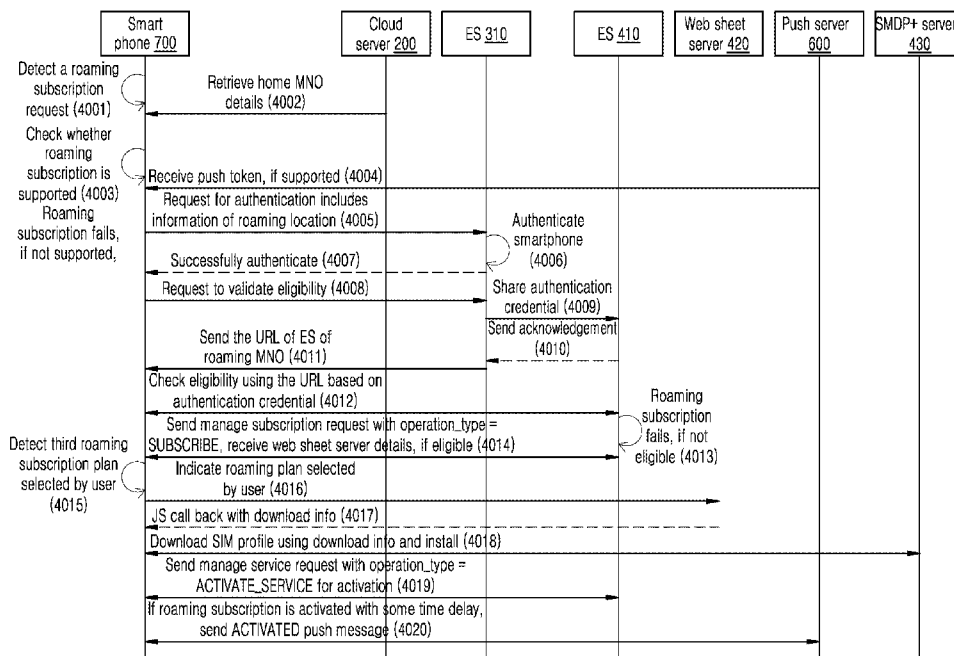 Smart
phone 700
Cloud
server 200
ES 310
ES 410
Web sheet
server 420
Push server
600
SMDP+ server
430
Detect a roaming
subscription
request (4001)
Retrieve home MNO
details (4002)
Check whether
roaming
subscription is
supported (4003)
Receive push token, if supported (4004)
Roaming
subscription fails,
if not supported,
Request for authentication includes
information of roaming location (4005)
Authenticate
smartphone
(4006)
Successfully authenticate (4007)
Request to validate eligibility (4008)
Share authentication
credential (4009)
Send acknowledgement
(4010)
Send the URL of ES of
roaming MNO (4011)
Check eligibility using the URL based on
authentication credential (4012)
Roaming
subscription
fails, if not
eligible (4013)
Send manage subscription request with operation_type =
SUBSCRIBE, receive web sheet server details, if eligible (4014)
Detect third roaming
subscription plan
selected by user
(4015)
Indicate roaming plan selected
by user (4016)
JS call back with download info (4017)
Download SIM profile using download info and install (4018)
Send manage service request with operation_type =
ACTIVATE_SERVICE for activation (4019)
If roaming subscription is activated with some time delay,
send ACTIVATED push message (4020)